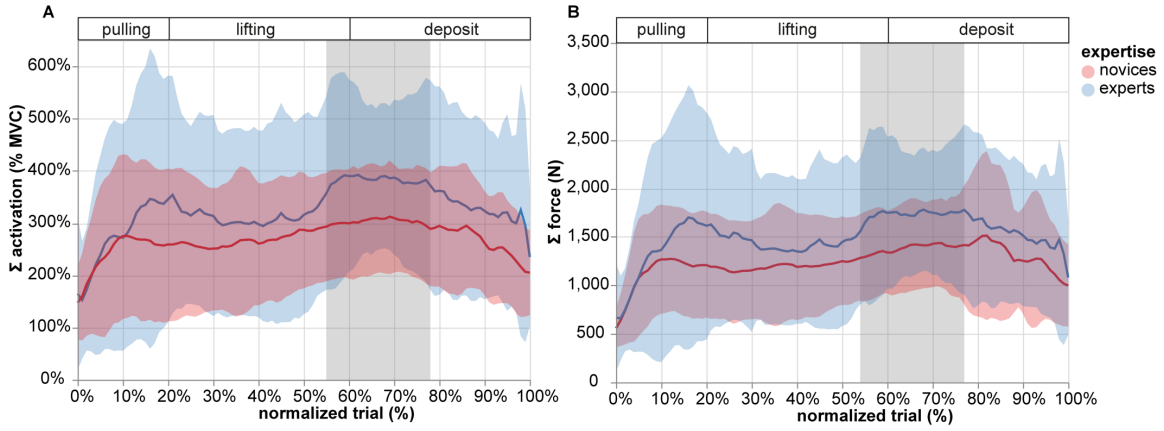 A
pulling lifting deposit
600%
500%
400%
300%
200%
100%
0%
Σ activation (% MVC)
0% 10% 20% 30% 40% 50% 60% 70% 80% 90% 100%
normalized trial (%)
B
pulling lifting deposit
3,500
3,000
2,500
2,000
1,500
1,000
500
0
Σ force (N)
0% 10% 20% 30% 40% 50% 60% 70% 80% 90% 100%
normalized trial (%)
expertise
novices
experts